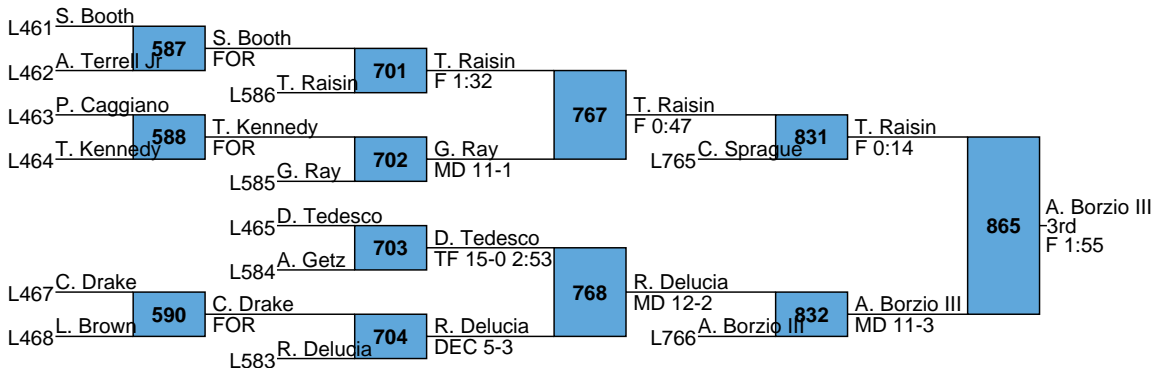 L461 S. Booth
587
S. Booth
FOR
L462 A. Terrell Jr
701
T. Raisin
F 1:32
L586 T. Raisin
767
T. Raisin
F 0:47
L463 P. Caggiano
588
T. Kennedy
FOR
L464 T. Kennedy
702
G. Ray
MD 11-1
L585 G. Ray
831
T. Raisin
F 0:14
L765 C. Sprague
865
A. Borzio III
3rd
F 1:55
L465 D. Tedesco
703
D. Tedesco
TF 15-0 2:53
L584 A. Getz
768
R. Delucia
MD 12-2
L467 C. Drake
590
C. Drake
FOR
L468 L. Brown
704
R. Delucia
DEC 5-3
L583 R. Delucia
832
A. Borzio III
MD 11-3
L766 A. Borzio III